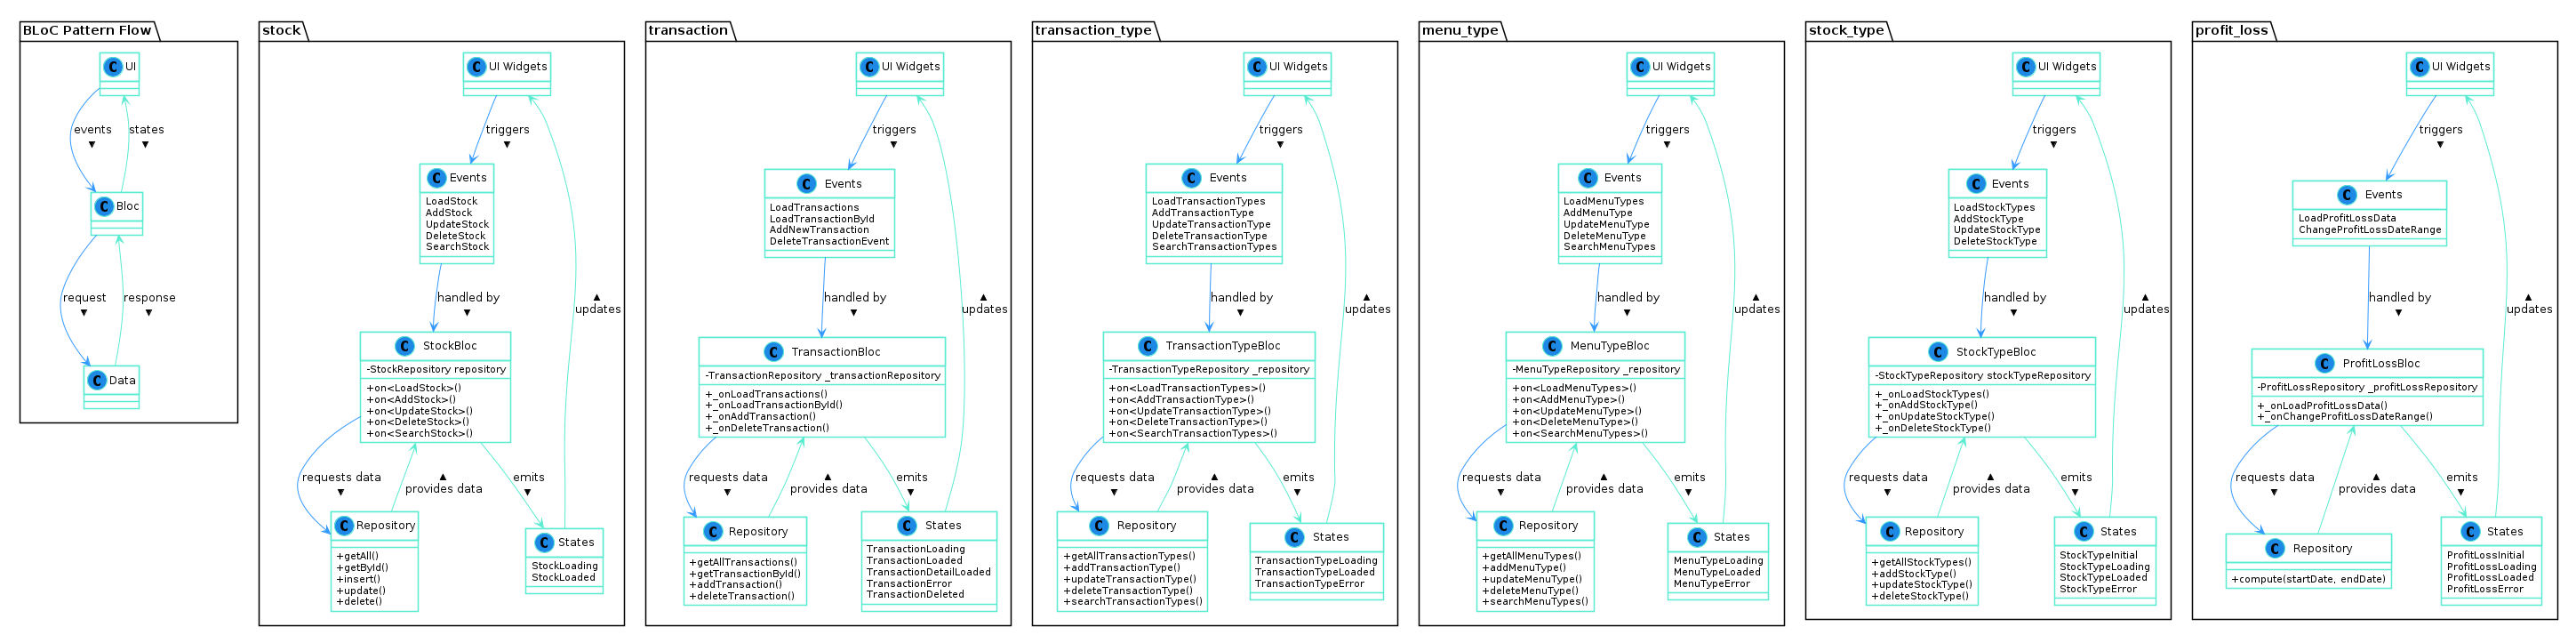 BLoC Pattern Flow
C UI
events
▼
states
▼
C Bloc
request
▼
response
▼
C Data
stock
C UI Widgets
triggers
▼
C Events
LoadStock
AddStock
UpdateStock
DeleteStock
SearchStock
handled by
▼
▲
updates
C StockBloc
-StockRepository repository
+on<LoadStock>()
+on<AddStock>()
+on<UpdateStock>()
+on<DeleteStock>()
+on<SearchStock>()
requests data
▼
▲
provides data
emits
▼
C Repository
+getAll()
+getById()
+insert()
+update()
+delete()
C States
StockLoading
StockLoaded
transaction
C UI Widgets
triggers
▼
C Events
LoadTransactions
LoadTransactionById
AddNewTransaction
DeleteTransactionEvent
handled by
▼
▲
updates
C TransactionBloc
-TransactionRepository _transactionRepository
+_onLoadTransactions()
+_onLoadTransactionById()
+_onAddTransaction()
+_onDeleteTransaction()
requests data
▼
▲
provides data
emits
▼
C Repository
+getAllTransactions()
+getTransactionById()
+addTransaction()
+deleteTransaction()
C States
TransactionLoading
TransactionLoaded
TransactionDetailLoaded
TransactionError
TransactionDeleted
transaction_type
C UI Widgets
triggers
▼
C Events
LoadTransactionTypes
AddTransactionType
UpdateTransactionType
DeleteTransactionType
SearchTransactionTypes
handled by
▼
▲
updates
C TransactionTypeBloc
-TransactionTypeRepository _repository
+on<LoadTransactionTypes>()
+on<AddTransactionType>()
+on<UpdateTransactionType>()
+on<DeleteTransactionType>()
+on<SearchTransactionTypes>()
requests data
▼
▲
provides data
emits
▼
C Repository
+getAllTransactionTypes()
+addTransactionType()
+updateTransactionType()
+deleteTransactionType()
+searchTransactionTypes()
C States
TransactionTypeLoading
TransactionTypeLoaded
TransactionTypeError
menu_type
C UI Widgets
triggers
▼
C Events
LoadMenuTypes
AddMenuType
UpdateMenuType
DeleteMenuType
SearchMenuTypes
handled by
▼
▲
updates
C MenuTypeBloc
-MenuTypeRepository _repository
+on<LoadMenuTypes>()
+on<AddMenuType>()
+on<UpdateMenuType>()
+on<DeleteMenuType>()
+on<SearchMenuTypes>()
requests data
▼
▲
provides data
emits
▼
C Repository
+getAllMenuTypes()
+addMenuType()
+updateMenuType()
+deleteMenuType()
+searchMenuTypes()
C States
MenuTypeLoading
MenuTypeLoaded
MenuTypeError
stock_type
C UI Widgets
triggers
▼
C Events
LoadStockTypes
AddStockType
UpdateStockType
DeleteStockType
handled by
▼
▲
updates
C StockTypeBloc
-StockTypeRepository stockTypeRepository
+_onLoadStockTypes()
+_onAddStockType()
+_onUpdateStockType()
+_onDeleteStockType()
requests data
▼
▲
provides data
emits
▼
C Repository
+getAllStockTypes()
+addStockType()
+updateStockType()
+deleteStockType()
C States
StockTypeInitial
StockTypeLoading
StockTypeLoaded
StockTypeError
profit_loss
C UI Widgets
triggers
▼
C Events
LoadProfitLossData
ChangeProfitLossDateRange
handled by
▼
▲
updates
C ProfitLossBloc
-ProfitLossRepository _profitLossRepository
+_onLoadProfitLossData()
+_onChangeProfitLossDateRange()
requests data
▼
▲
provides data
emits
▼
C Repository
+compute(startDate, endDate)
C States
ProfitLossInitial
ProfitLossLoading
ProfitLossLoaded
ProfitLossError